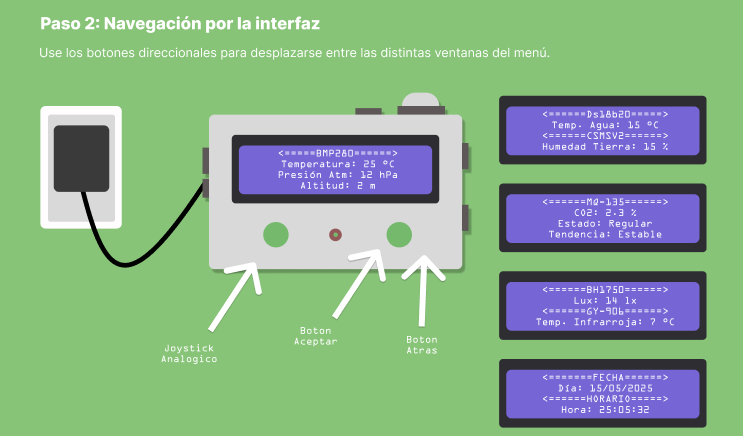 Paso 2: Navegación por la interfaz
Use los botones direccionales para desplazarse entre las distintas ventanas del menú.
<=====BMP280======>
Temperatura: 25 ºC
Presión Atm: 12 hPa
Altitud: 2 m
Joystick
Analogico
Boton
Aceptar
Boton
Atras
<======Ds18b20=====>
Temp. Agua: 15 ºC
<======CSMSV2======>
Humedad Tierra: 15 %
<======MQ-135======>
CO2: 2.3 %
Estado: Regular
Tendencia: Estable
<======BH1750======>
Lux: 14 lx
<======GY-906======>
Temp. Infrarroja: 7 ºC
<=======FECHA======>
Día: 15/05/2025
<======HORARIO=====>
Hora: 25:05:32